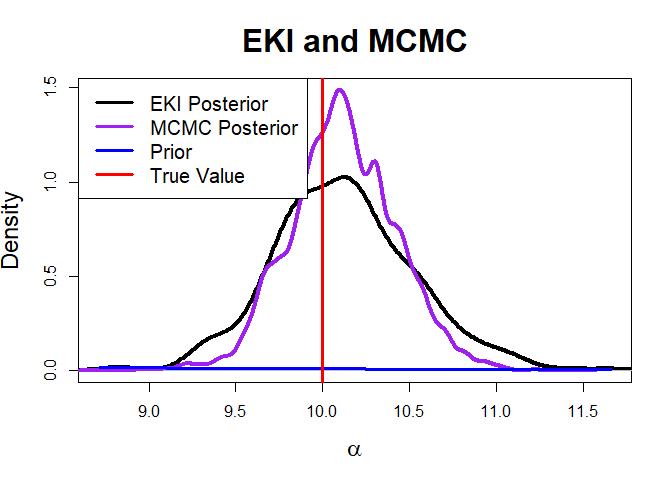 EKI and MCMC
EKI Posterior
MCMC Posterior
Prior
True Value
Density
0.0 0.5 1.0 1.5
9.0 9.5 10.0 10.5 11.0 11.5
α